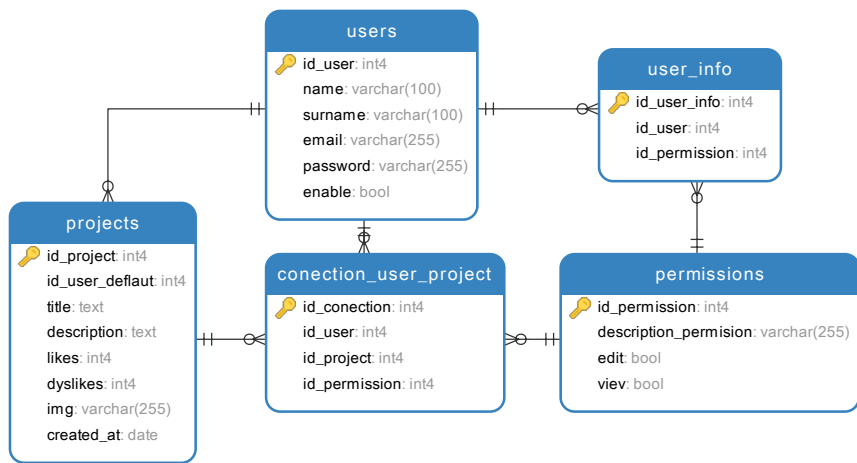 users
id_user: int4
name: varchar(100)
surname: varchar(100)
email: varchar(255)
password: varchar(255)
enable: bool
user_info
id_user_info: int4
id_user: int4
id_permission: int4
projects
id_project: int4
id_user_deflaut: int4
title: text
description: text
likes: int4
dyslikes: int4
img: varchar(255)
created_at: date
conection_user_project
id_conection: int4
id_user: int4
id_project: int4
id_permission: int4
permissions
id_permission: int4
description_permision: varchar(255)
edit: bool
viev: bool